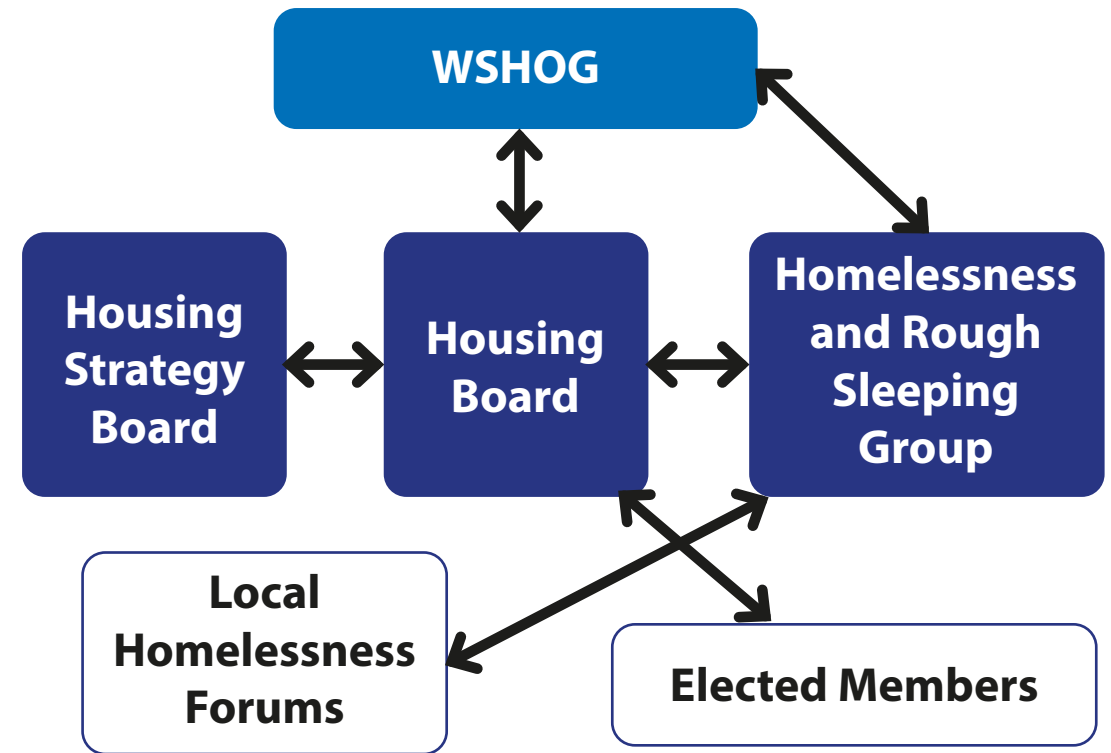 WSHOG
Housing
Strategy
Board
Housing
Board
Homelessness
and Rough
Sleeping
Group
Local
Homelessness
Forums
Elected Members